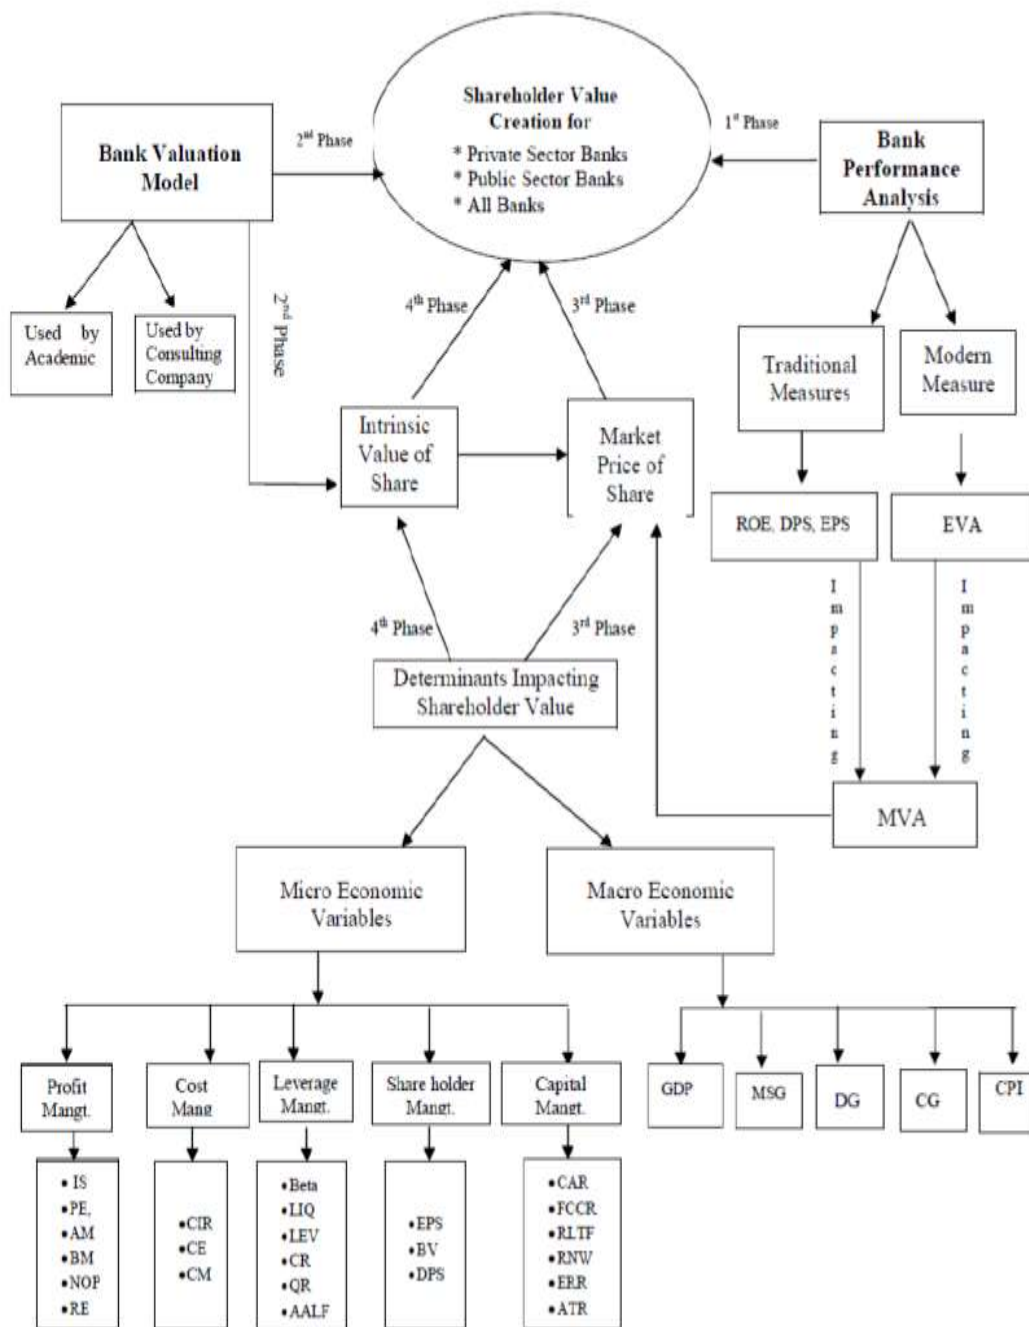 Shareholder Value
Creation for
* Private Sector Banks
* Public Sector Banks
* All Banks
Bank Valuation
Model
2nd Phase
1st Phase
Bank
Performance
Analysis
Used by
Academic
Used by
Consulting
Company
2nd Phase
4th Phase
3rd Phase
Traditional
Measures
Modern
Measure
Intrinsic
Value of
Share
Market
Price of
Share
ROE, DPS, EPS
EVA
Impacting
Impacting
4th Phase
3rd Phase
Determinants Impacting
Shareholder Value
MVA
Micro Economic
Variables
Macro Economic
Variables
Profit
Mangt.
Cost
Mang
Leverage
Mangt.
Share holder
Mangt.
Capital
Mangt.
GDP
MSG
DG
CG
CPI
• IS
• PE,
• AM
• BM
• NOP
• RE
• CIR
• CE
• CM
• Beta
• LIQ
• LEV
• CR
• QR
• AALF
• EPS
• BV
• DPS
• CAR
• FCCR
• RLTF
• RNW
• ERR
• ATR